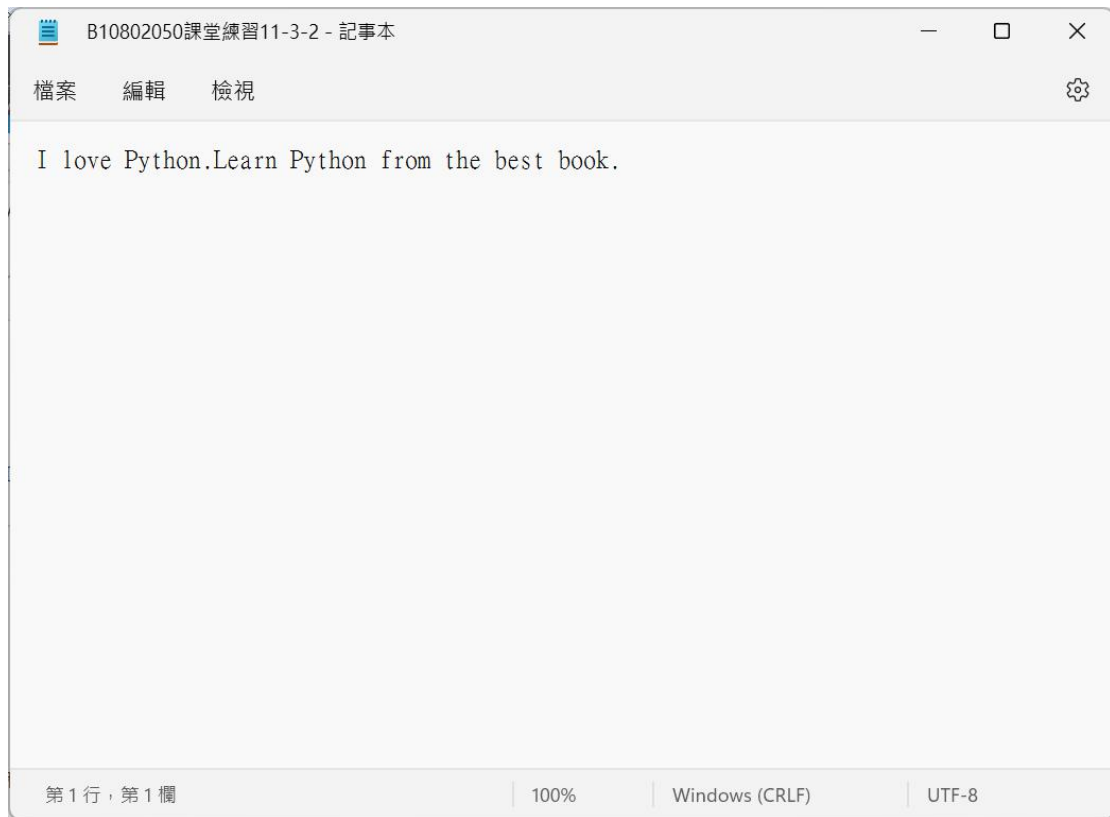 B10802050課堂練習11-3-2 - 記事本
檔案 編輯 檢視
I love Python.Learn Python from the best book.
第 1 行，第 1 欄 100% Windows (CRLF) UTF-8